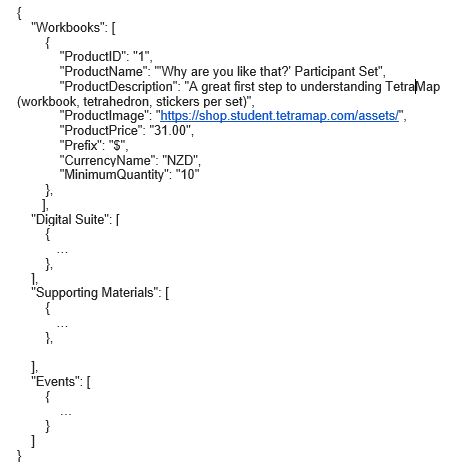 {
"Workbooks": [
{
"ProductID": "1",
"ProductName": "'Why are you like that?' Participant Set",
"ProductDescription": "A great first step to understanding TetraMap
(workbook, tetrahedron, stickers per set)",
"ProductImage": "https://shop.student.tetramap.com/assets/",
"ProductPrice": "31.00",
"Prefix": "$",
"CurrencyName": "NZD",
"MinimumQuantity": "10"
},
],
"Digital Suite": [
{
...
},
],
"Supporting Materials": [
{
...
},
],
"Events": [
{
...
}
]
}